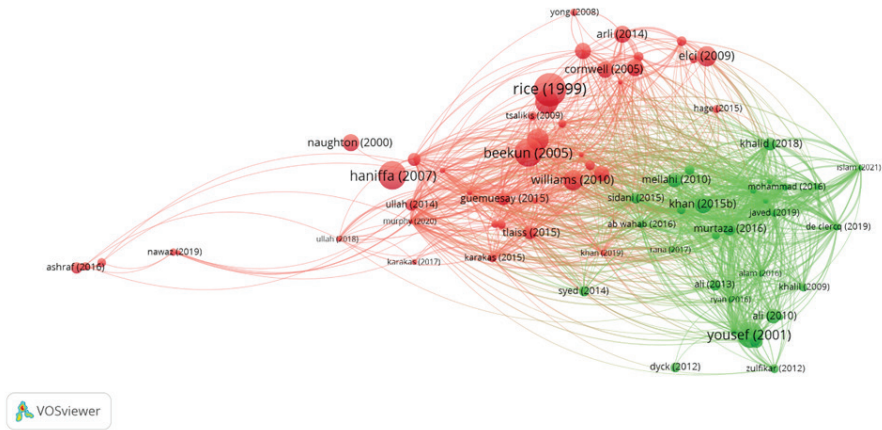 yong (2008)
arli (2014)
elci (2009)
cornwell (2005)
rice (1999)
hage (2015)
tsalikis (2009)
naughton (2000)
khalid (2018)
beekun (2005)
islam (2021)
haniffa (2007)
williams (2010)
mellahi (2010)
mohammad (2016)
guemuesay (2015)
sidani (2015)
ullah (2014)
khan (2015b)
javed (2019)
murphy (2020)
ab wahab (2016)
murtaza (2016)
de clercq (2019)
tlaiss (2015)
ullah (2018)
nawaz (2019)
khan (2019)
rana (2017)
karakas (2015)
karakas (2017)
ashraf (2016)
alam (2016)
syed (2014)
ali (2013)
khalil (2009)
ryan (2016)
ali (2010)
yousef (2001)
dyck (2012)
zulfikar (2012)
VOSviewer